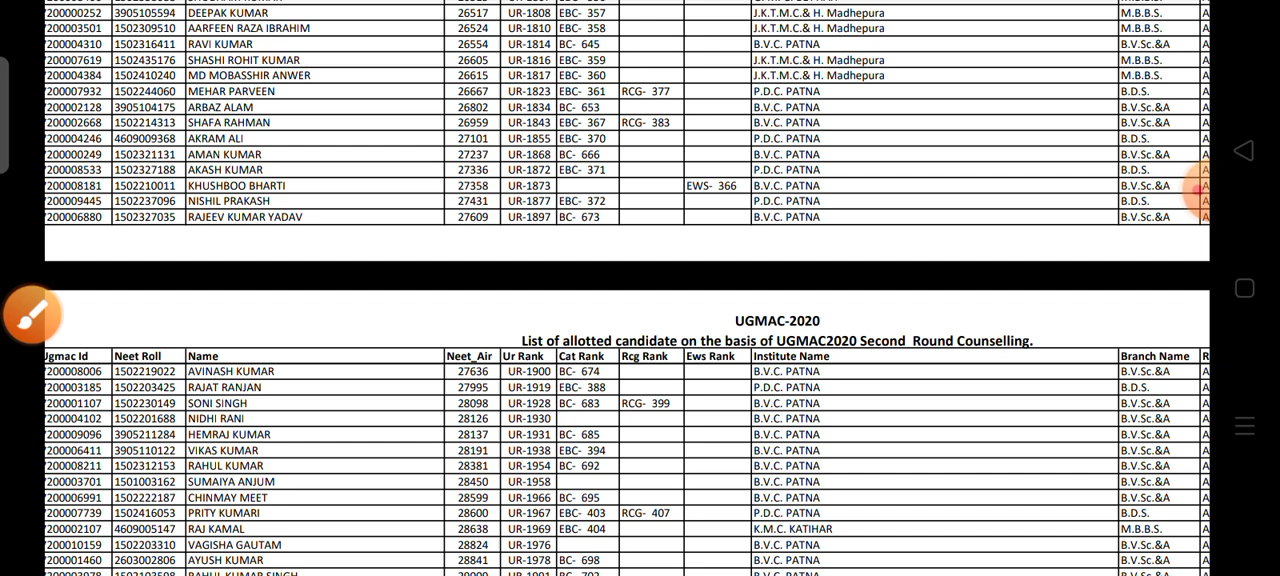 /200000252 3905105594 DEEPAK KUMAR 26517 UR-1808 EBC- 357 J.K.T.M.C.& H. Madhepura M.B.B.S. A
/200003501 1502309510 AARFEEN RAZA IBRAHIM 26524 UR-1810 EBC- 358 J.K.T.M.C.& H. Madhepura M.B.B.S. A
/200004310 1502316411 RAVI KUMAR 26554 UR-1814 BC- 645 B.V.C. PATNA B.V.Sc.&A A
/200007619 1502435176 SHASHI ROHIT KUMAR 26605 UR-1816 EBC- 359 J.K.T.M.C.& H. Madhepura M.B.B.S. A
/200004384 1502410240 MD MOBASSHIR ANWER 26615 UR-1817 EBC- 360 J.K.T.M.C.& H. Madhepura M.B.B.S. A
/200007932 1502244060 MEHAR PARVEEN 26667 UR-1823 EBC- 361 RCG- 377 P.D.C. PATNA B.D.S. A
/200002128 3905104175 ARBAZ ALAM 26802 UR-1834 BC- 653 B.V.C. PATNA B.V.Sc.&A A
/200002668 1502214313 SHAFA RAHMAN 26959 UR-1843 EBC- 367 RCG- 383 B.V.C. PATNA B.V.Sc.&A A
/200004246 4609009368 AKRAM ALI 27101 UR-1855 EBC- 370 P.D.C. PATNA B.D.S. A
/200000249 1502321131 AMAN KUMAR 27237 UR-1868 BC- 666 B.V.C. PATNA B.V.Sc.&A A
/200008533 1502327188 AKASH KUMAR 27336 UR-1872 EBC- 371 P.D.C. PATNA B.D.S. A
/200008181 1502210011 KHUSHBOO BHARTI 27358 UR-1873 EWS- 366 B.V.C. PATNA B.V.Sc.&A A
/200009445 1502237096 NISHIL PRAKASH 27431 UR-1877 EBC- 372 P.D.C. PATNA B.D.S. A
/200006880 1502327035 RAJEEV KUMAR YADAV 27609 UR-1897 BC- 673 B.V.C. PATNA B.V.Sc.&A A
UGMAC-2020
List of allotted candidate on the basis of UGMAC2020 Second Round Counselling.
Ugmac Id Neet Roll Name Neet_Air Ur Rank Cat Rank Rcg Rank Ews Rank Institute Name Branch Name R
/200008006 1502219022 AVINASH KUMAR 27636 UR-1900 BC- 674 B.V.C. PATNA B.V.Sc.&A A
/200003185 1502203425 RAJAT RANJAN 27995 UR-1919 EBC- 388 P.D.C. PATNA B.D.S. A
/200001107 1502230149 SONI SINGH 28098 UR-1928 BC- 683 RCG- 399 B.V.C. PATNA B.V.Sc.&A A
/200004102 1502201688 NIDHI RANI 28126 UR-1930 B.V.C. PATNA B.V.Sc.&A A
/200009096 3905211284 HEMRAJ KUMAR 28137 UR-1931 BC- 685 B.V.C. PATNA B.V.Sc.&A A
/200006411 3905110122 VIKAS KUMAR 28191 UR-1938 EBC- 394 B.V.C. PATNA B.V.Sc.&A A
/200008211 1502312153 RAHUL KUMAR 28381 UR-1954 BC- 692 B.V.C. PATNA B.V.Sc.&A A
/200003701 1501003162 SUMAIYA ANJUM 28450 UR-1958 B.V.C. PATNA B.V.Sc.&A A
/200006991 1502222187 CHINMAY MEET 28599 UR-1966 BC- 695 B.V.C. PATNA B.V.Sc.&A A
/200007739 1502416053 PRITY KUMARI 28600 UR-1967 EBC- 403 RCG- 407 P.D.C. PATNA B.D.S. A
/200002107 4609005147 RAJ KAMAL 28638 UR-1969 EBC- 404 K.M.C. KATIHAR M.B.B.S. A
/200010159 1502203310 VAGISHA GAUTAM 28824 UR-1976 B.V.C. PATNA B.V.Sc.&A A
/200001460 2603002806 AYUSH KUMAR 28841 UR-1978 BC- 698 B.V.C. PATNA B.V.Sc.&A A
RAHUL KUMAR SINGH B.V.C. PATNA B.V.Sc.&A